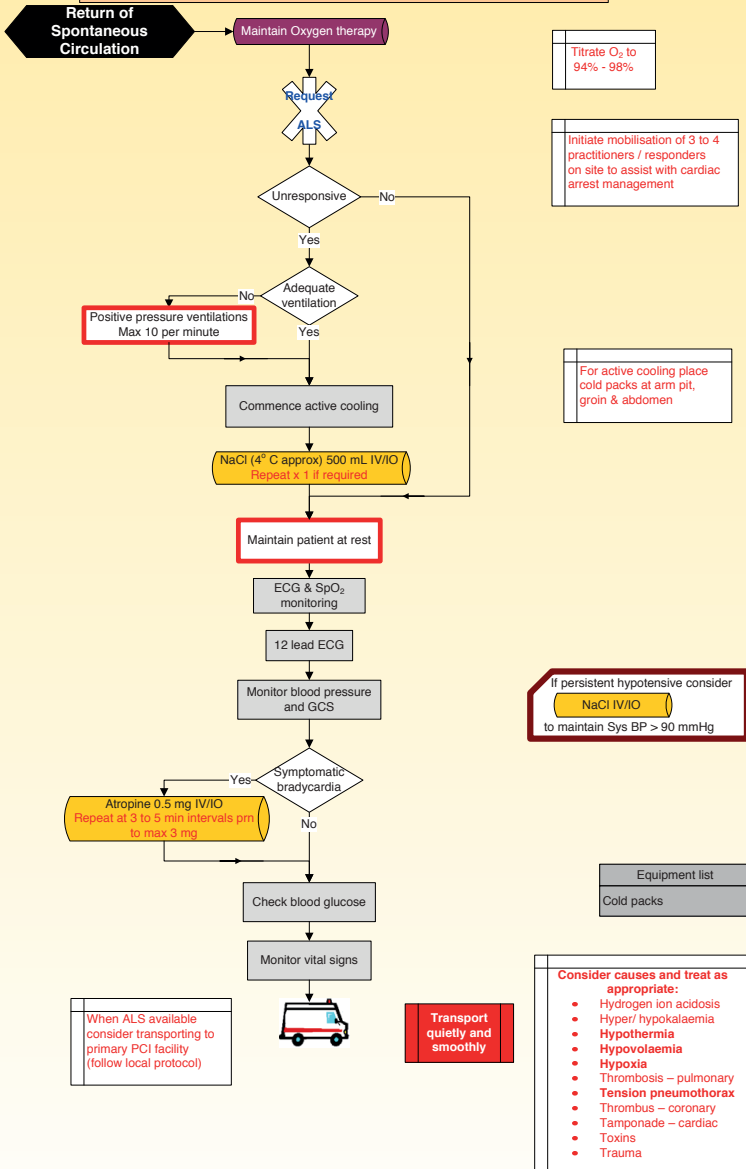 Return of
Spontaneous
Circulation
Maintain Oxygen therapy
Titrate O₂ to
94% - 98%
Request
ALS
Initiate mobilisation of 3 to 4
practitioners / responders
on site to assist with cardiac
arrest management
Unresponsive
No
Yes
Adequate
ventilation
No
Positive pressure ventilations
Max 10 per minute
Yes
For active cooling place
cold packs at arm pit,
groin & abdomen
Commence active cooling
NaCl (4° C approx) 500 mL IV/IO
Repeat x 1 if required
Maintain patient at rest
ECG & SpO₂
monitoring
12 lead ECG
Monitor blood pressure
and GCS
If persistent hypotensive consider
NaCl IV/IO
to maintain Sys BP > 90 mmHg
Symptomatic
bradycardia
Yes
Atropine 0.5 mg IV/IO
Repeat at 3 to 5 min intervals prn
to max 3 mg
No
Equipment list
Cold packs
Check blood glucose
Monitor vital signs
When ALS available
consider transporting to
primary PCI facility
(follow local protocol)
Transport
quietly and
smoothly
Consider causes and treat as
appropriate:
• Hydrogen ion acidosis
• Hyper/ hypokalaemia
• Hypothermia
• Hypovolaemia
• Hypoxia
• Thrombosis – pulmonary
• Tension pneumothorax
• Thrombus – coronary
• Tamponade – cardiac
• Toxins
• Trauma